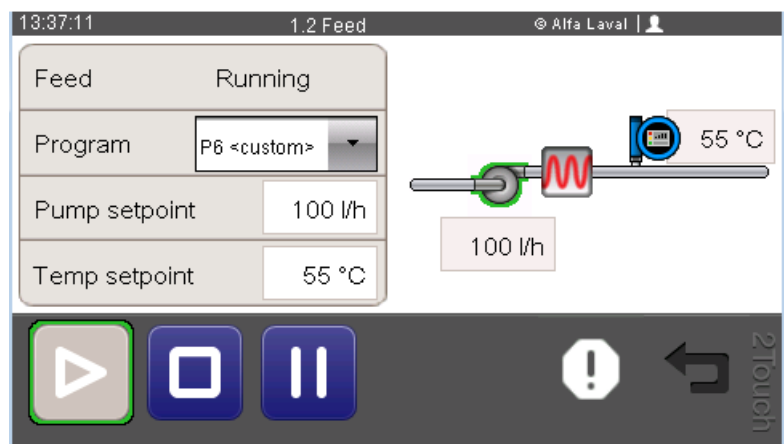 13:37:11 1.2 Feed © Alfa Laval |
Feed Running
Program P6 <custom>
55 °C
Pump setpoint 100 l/h
100 l/h
Temp setpoint 55 °C
2Touch